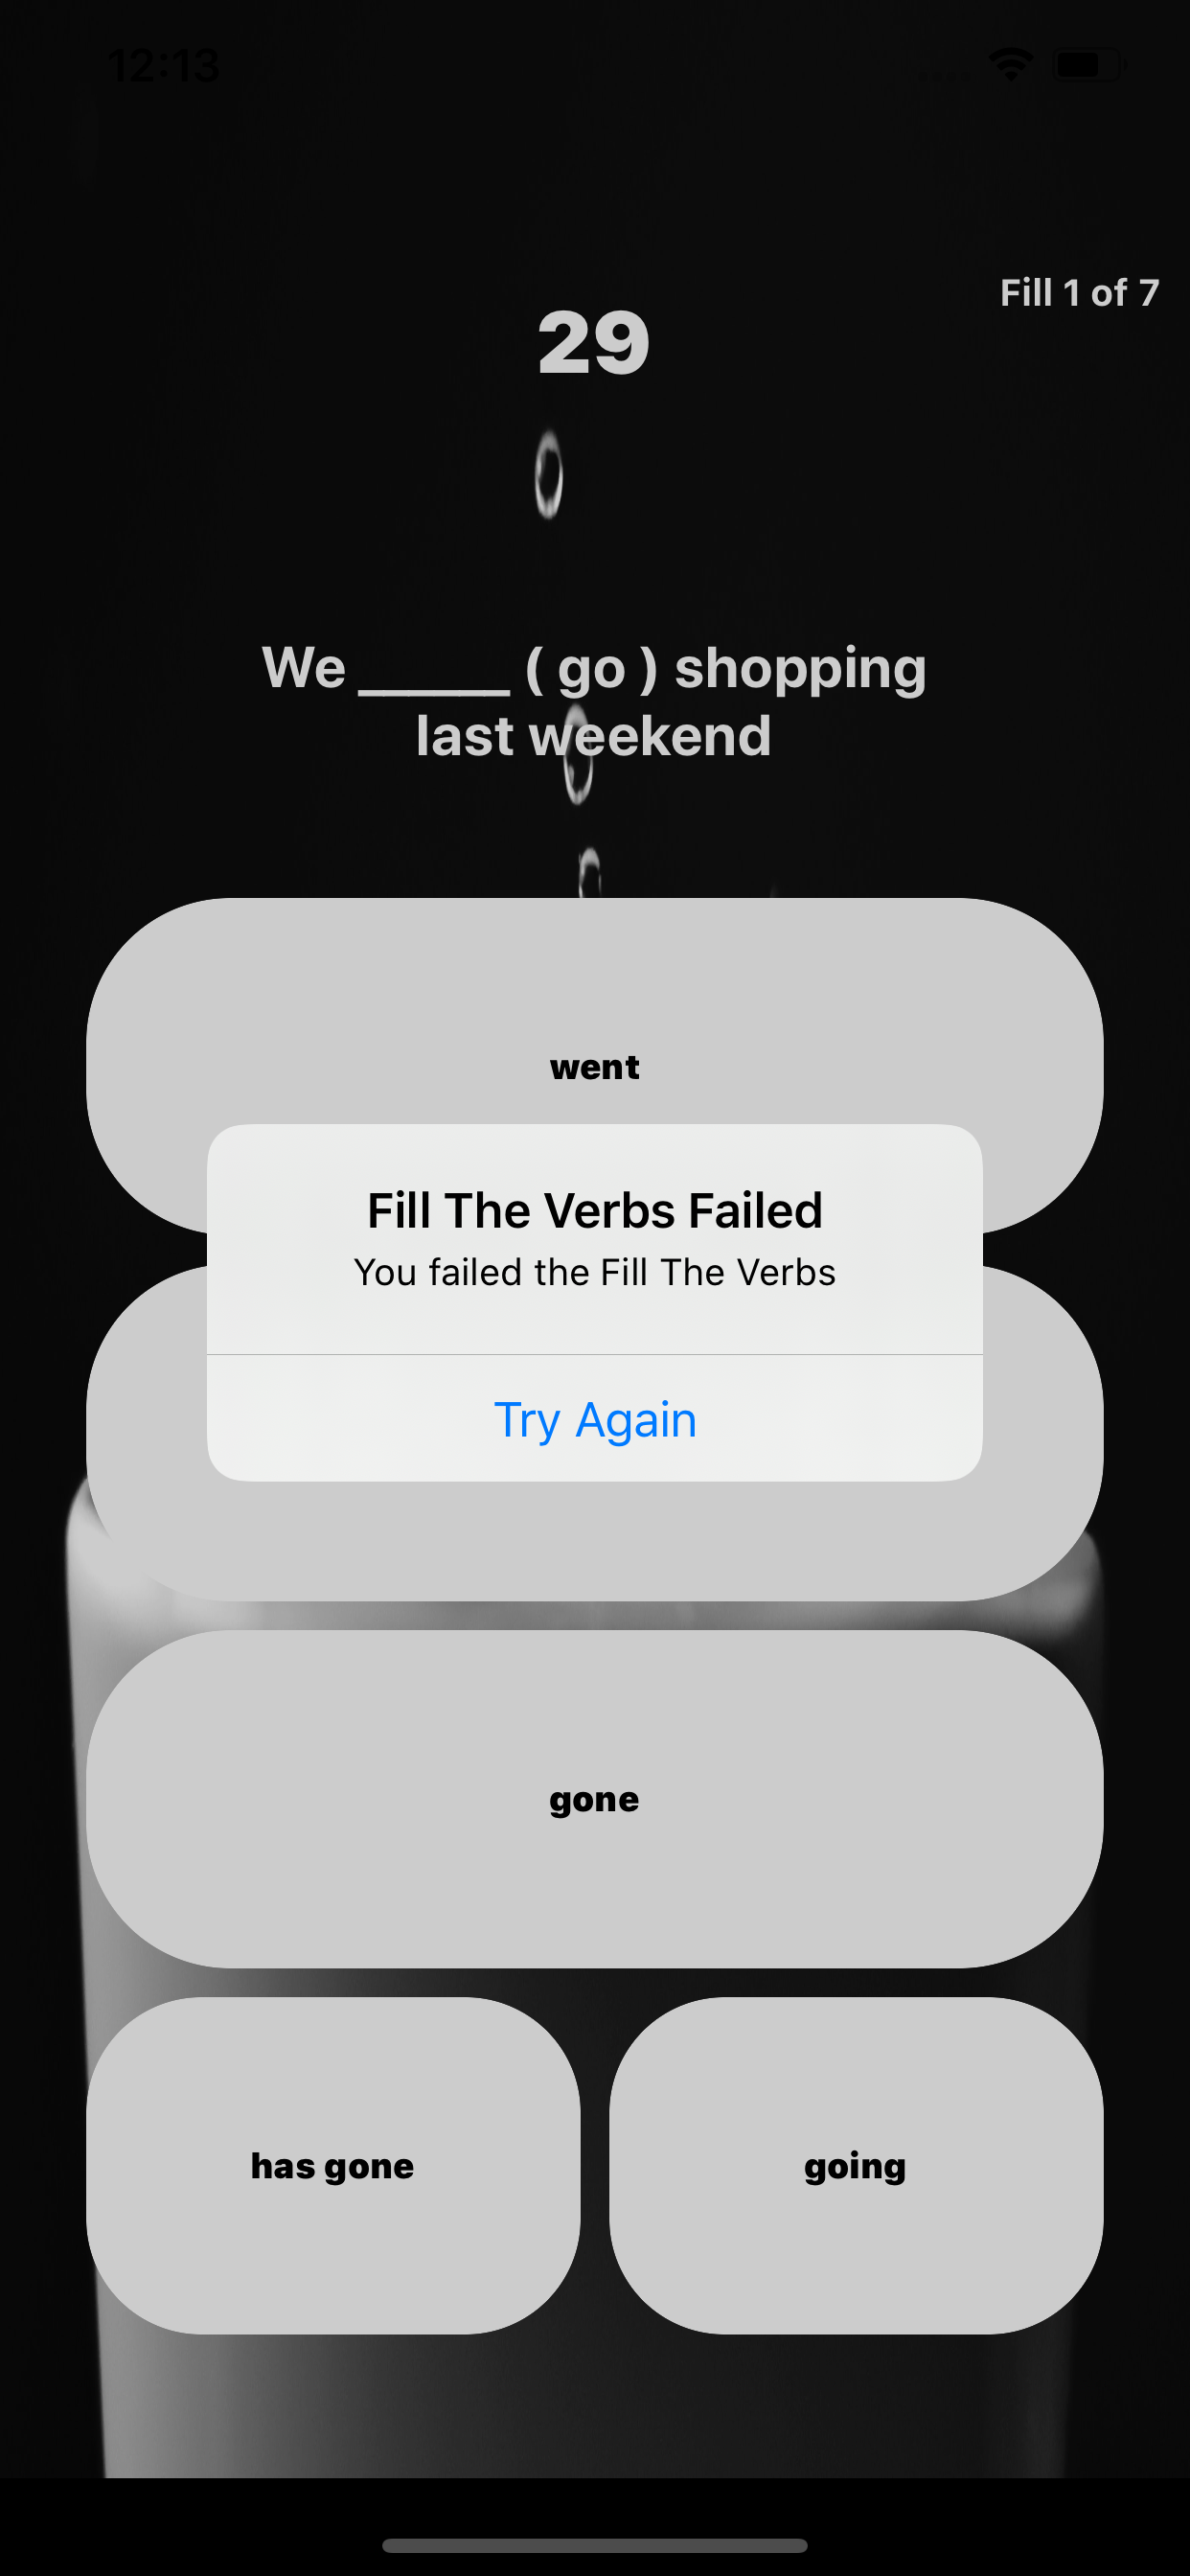 12:13
Fill 1 of 7
29
We ______ ( go ) shopping
last weekend
went
Fill The Verbs Failed
You failed the Fill The Verbs
Try Again
gone
has gone
going